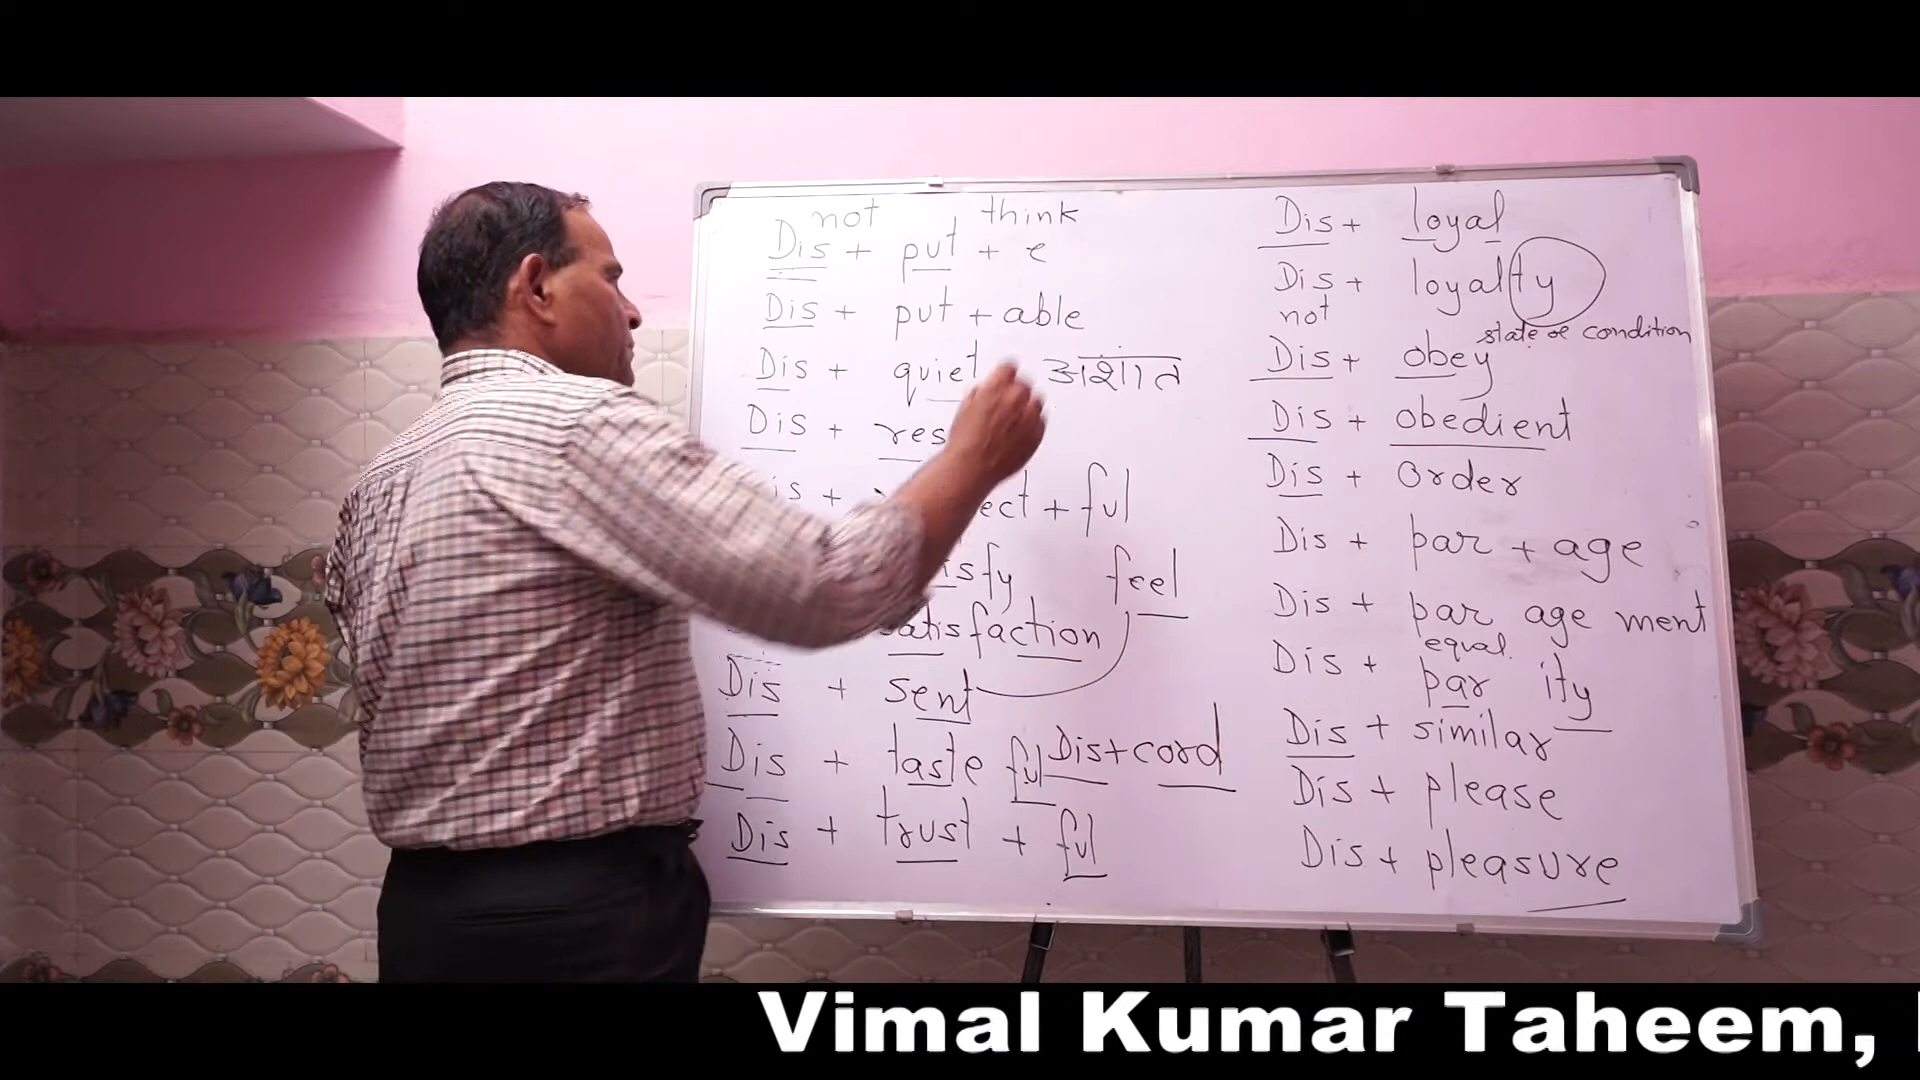 not think
Dis + put + e
Dis + put + able
Dis + quiet अशांत
Dis + res
is + ect + ful
isfy feel
satisfaction
Dis + sent
Dis + taste ful Dis+cord
Dis + trust + ful
Dis + loyal
Dis + loyalty
not state or condition
Dis + obey
Dis + obedient
Dis + order
Dis + par + age
Dis + par age ment
equal
Dis + par ity
Dis + similar
Dis + please
Dis + pleasure
Vimal Kumar Taheem,